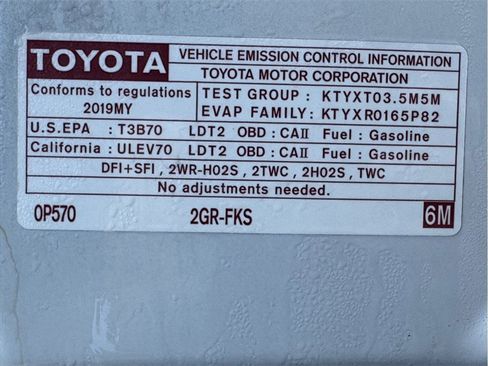 TOYOTA VEHICLE EMISSION CONTROL INFORMATION
TOYOTA MOTOR CORPORATION
Conforms to regulations TEST GROUP : KTYXT03.5M5M
2019MY EVAP FAMILY: KTYXR0165P82
U.S.EPA : T3B70 LDT2 OBD : CAII Fuel : Gasoline
California : ULEV70 LDT2 OBD : CAII Fuel : Gasoline
DFI+SFI , 2WR-HO2S , 2TWC , 2HO2S , TWC
No adjustments needed.
0P570 2GR-FKS 6M